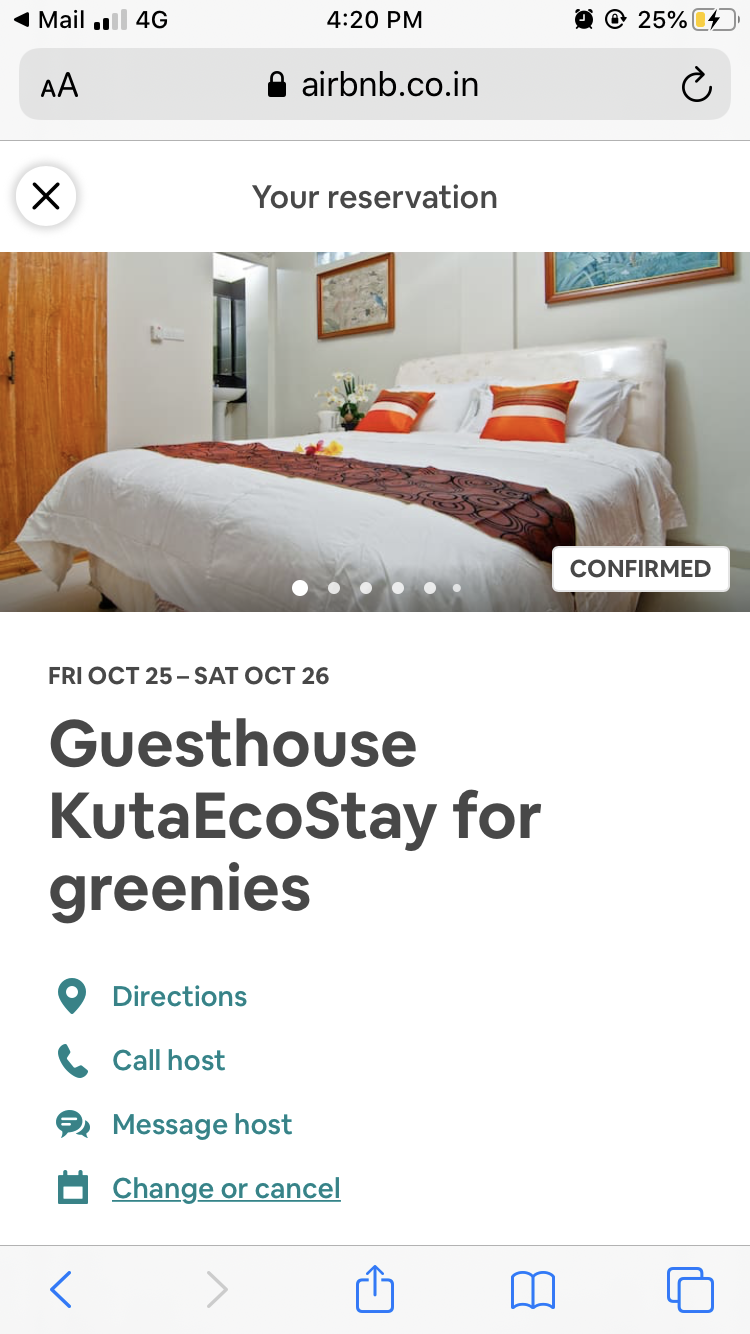 Mail 4G 4:20 PM 25%
AA airbnb.co.in
Your reservation
CONFIRMED
FRI OCT 25 – SAT OCT 26
Guesthouse
KutaEcoStay for
greenies
Directions
Call host
Message host
Change or cancel